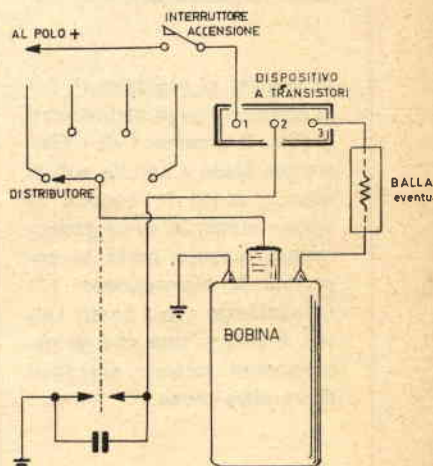 INTERRUTTORE
ACCENSIONE
AL POLO +
DISPOSITIVO
A TRANSISTORI
1 2 3
DISTRIBUTORE
BALLA
eventu
BOBINA